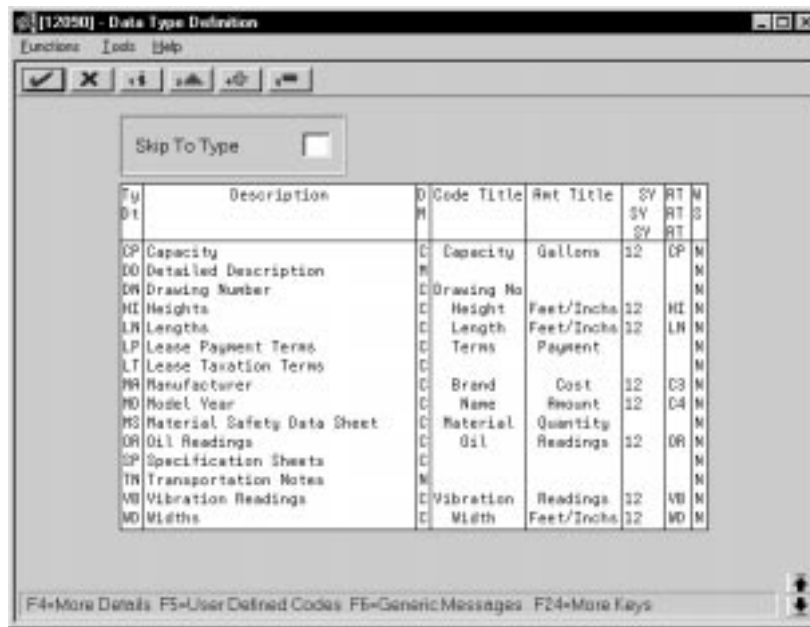 [12090] - Data Type Definition
Functions Tools Help
Skip To Type
Ty Description D Code Title Amt Title SY RT W
Dt M SY RT S
SY RT
CP Capacity C Capacity Gallons 12 CP N
DD Detailed Description N N
DN Drawing Number C Drawing No N
HI Heights C Height Feet/Inchs 12 HI N
LN Lengths C Length Feet/Inchs 12 LN N
LP Lease Payment Terms C Terms Payment N
LT Lease Taxation Terms C N
MA Manufacturer C Brand Cost 12 C3 N
MO Model Year C Name Amount 12 C4 N
MS Material Safety Data Sheet C Material Quantity N
OR Oil Readings C Oil Readings 12 OR N
SP Specification Sheets C N
TN Transportation Notes N N
VB Vibration Readings C Vibration Readings 12 VB N
WD Widths C Width Feet/Inchs 12 WD N
F4=More Details F5=User Defined Codes F6=Generic Messages F24=More Keys